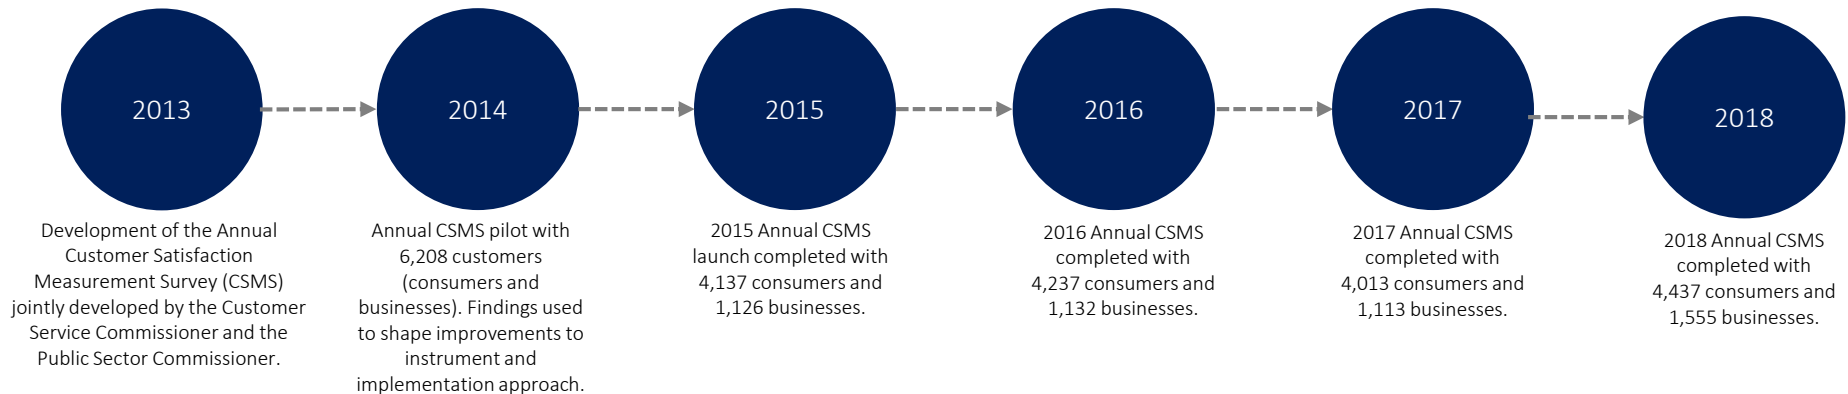 2013
Development of the Annual
Customer Satisfaction
Measurement Survey (CSMS)
jointly developed by the Customer
Service Commissioner and the
Public Sector Commissioner.
2014
Annual CSMS pilot with
6,208 customers
(consumers and
businesses). Findings used
to shape improvements to
instrument and
implementation approach.
2015
2015 Annual CSMS
launch completed with
4,137 consumers and
1,126 businesses.
2016
2016 Annual CSMS
completed with
4,237 consumers and
1,132 businesses.
2017
2017 Annual CSMS
completed with
4,013 consumers and
1,113 businesses.
2018
2018 Annual CSMS
completed with
4,437 consumers and
1,555 businesses.